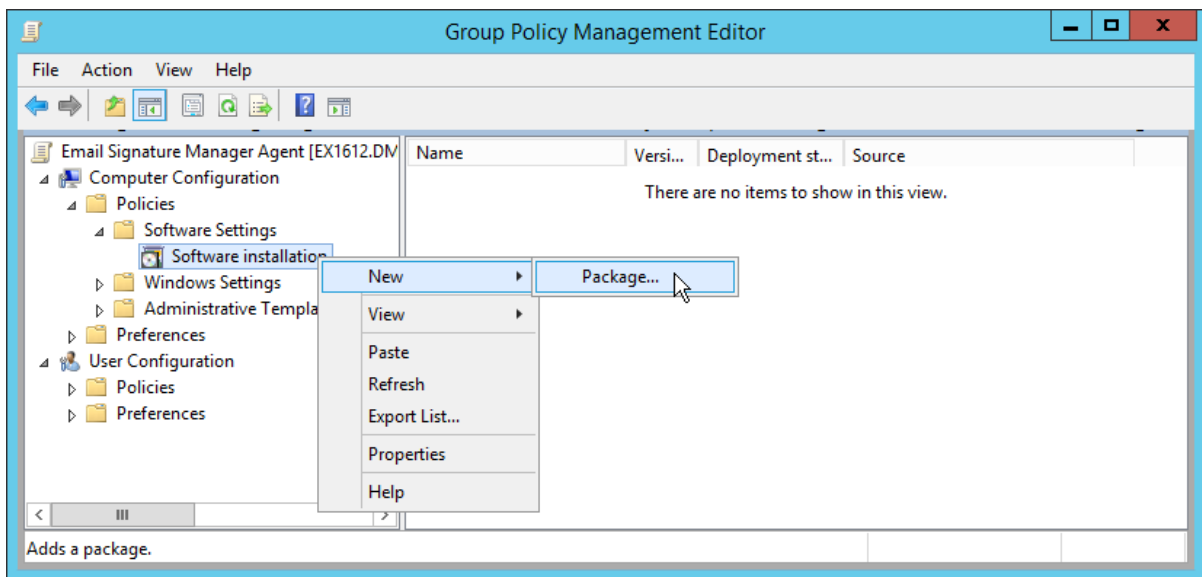 Group Policy Management Editor
File Action View Help
Email Signature Manager Agent [EX1612.DM
Name Versi... Deployment st... Source
Computer Configuration
There are no items to show in this view.
Policies
Software Settings
Software installation
Windows Settings
Administrative Templa
Preferences
User Configuration
Policies
Preferences
New
Package...
View
Paste
Refresh
Export List...
Properties
Help
Adds a package.